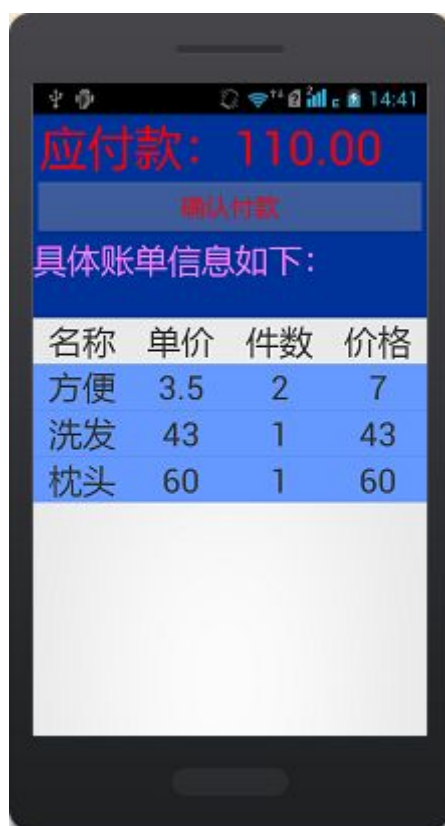 14:41
应付款：110.00
确认付款
具体账单信息如下：
名称 单价 件数 价格
方便 3.5 2 7
洗发 43 1 43
枕头 60 1 60